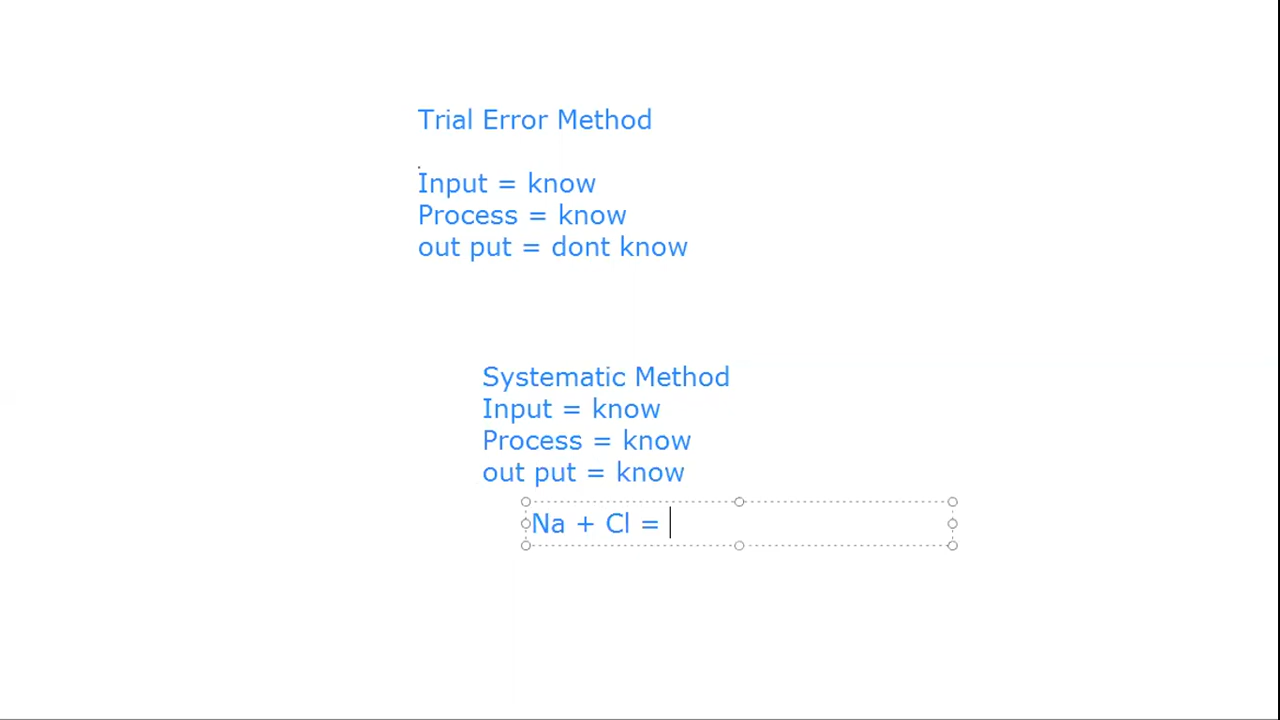 Trial Error Method
Input = know
Process = know
out put = dont know
Systematic Method
Input = know
Process = know
out put = know
Na + Cl =